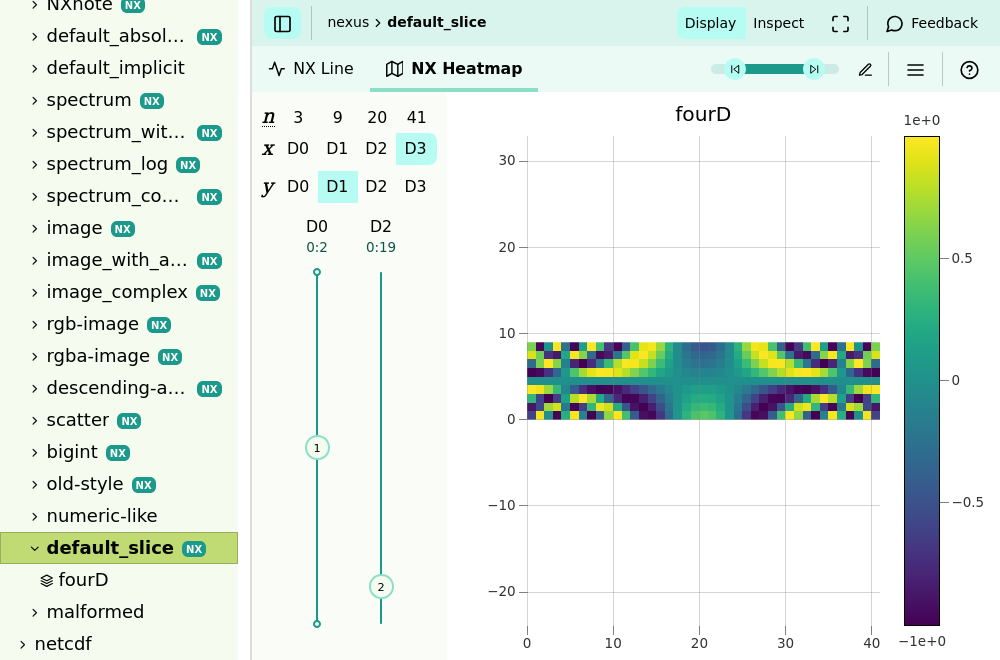 NXnote NX
default_absol... NX
default_implicit
spectrum NX
spectrum_wit... NX
spectrum_log NX
spectrum_co... NX
image NX
image_with_a... NX
image_complex NX
rgb-image NX
rgba-image NX
descending-a... NX
scatter NX
bigint NX
old-style NX
numeric-like
default_slice NX
fourD
malformed
netcdf
nexus › default_slice
Display Inspect
Feedback
NX Line NX Heatmap
n 3 9 20 41
x D0 D1 D2 D3
y D0 D1 D2 D3
D0 D2
0:2 0:19
1
2
fourD
30
20
10
0
−10
−20
0 10 20 30 40
1e+0
0.5
0
−0.5
−1e+0